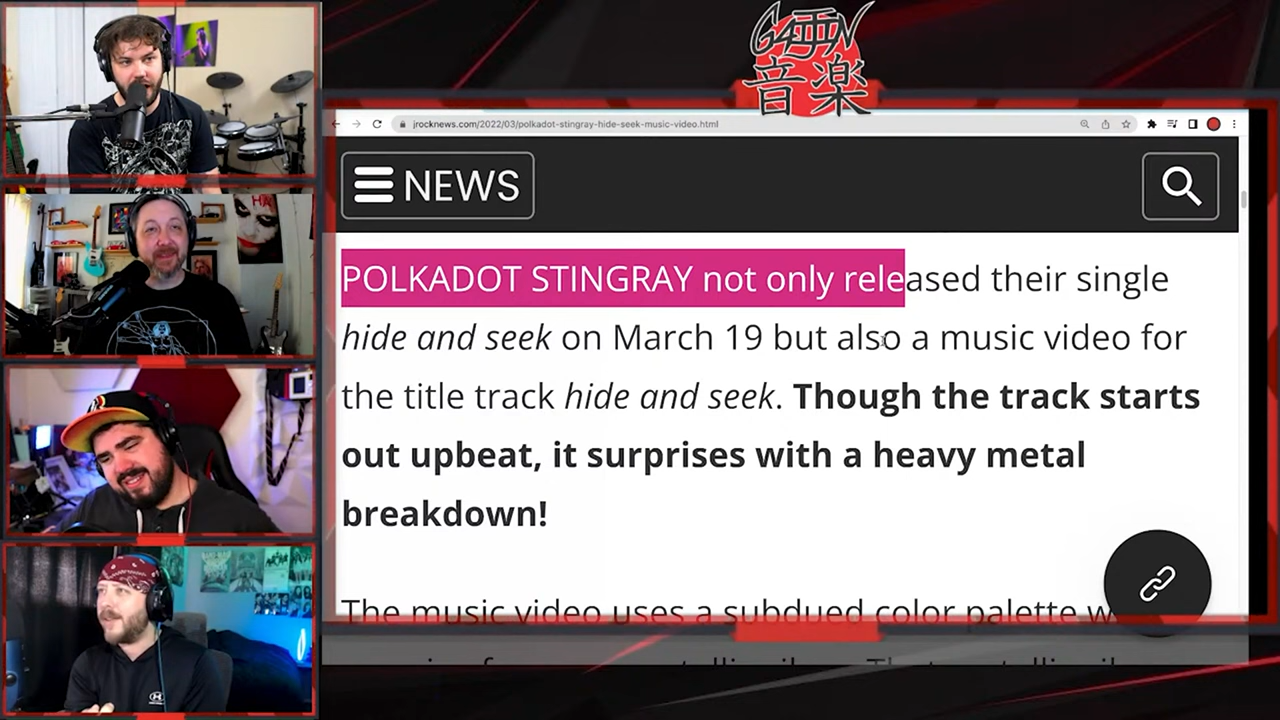 GAIJIN
音楽
jrocknews.com/2022/03/polkadot-stingray-hide-seek-music-video.html
NEWS
POLKADOT STINGRAY not only released their single
hide and seek on March 19 but also a music video for
the title track hide and seek. Though the track starts
out upbeat, it surprises with a heavy metal
breakdown!
The music video uses a subdued color palette
HA